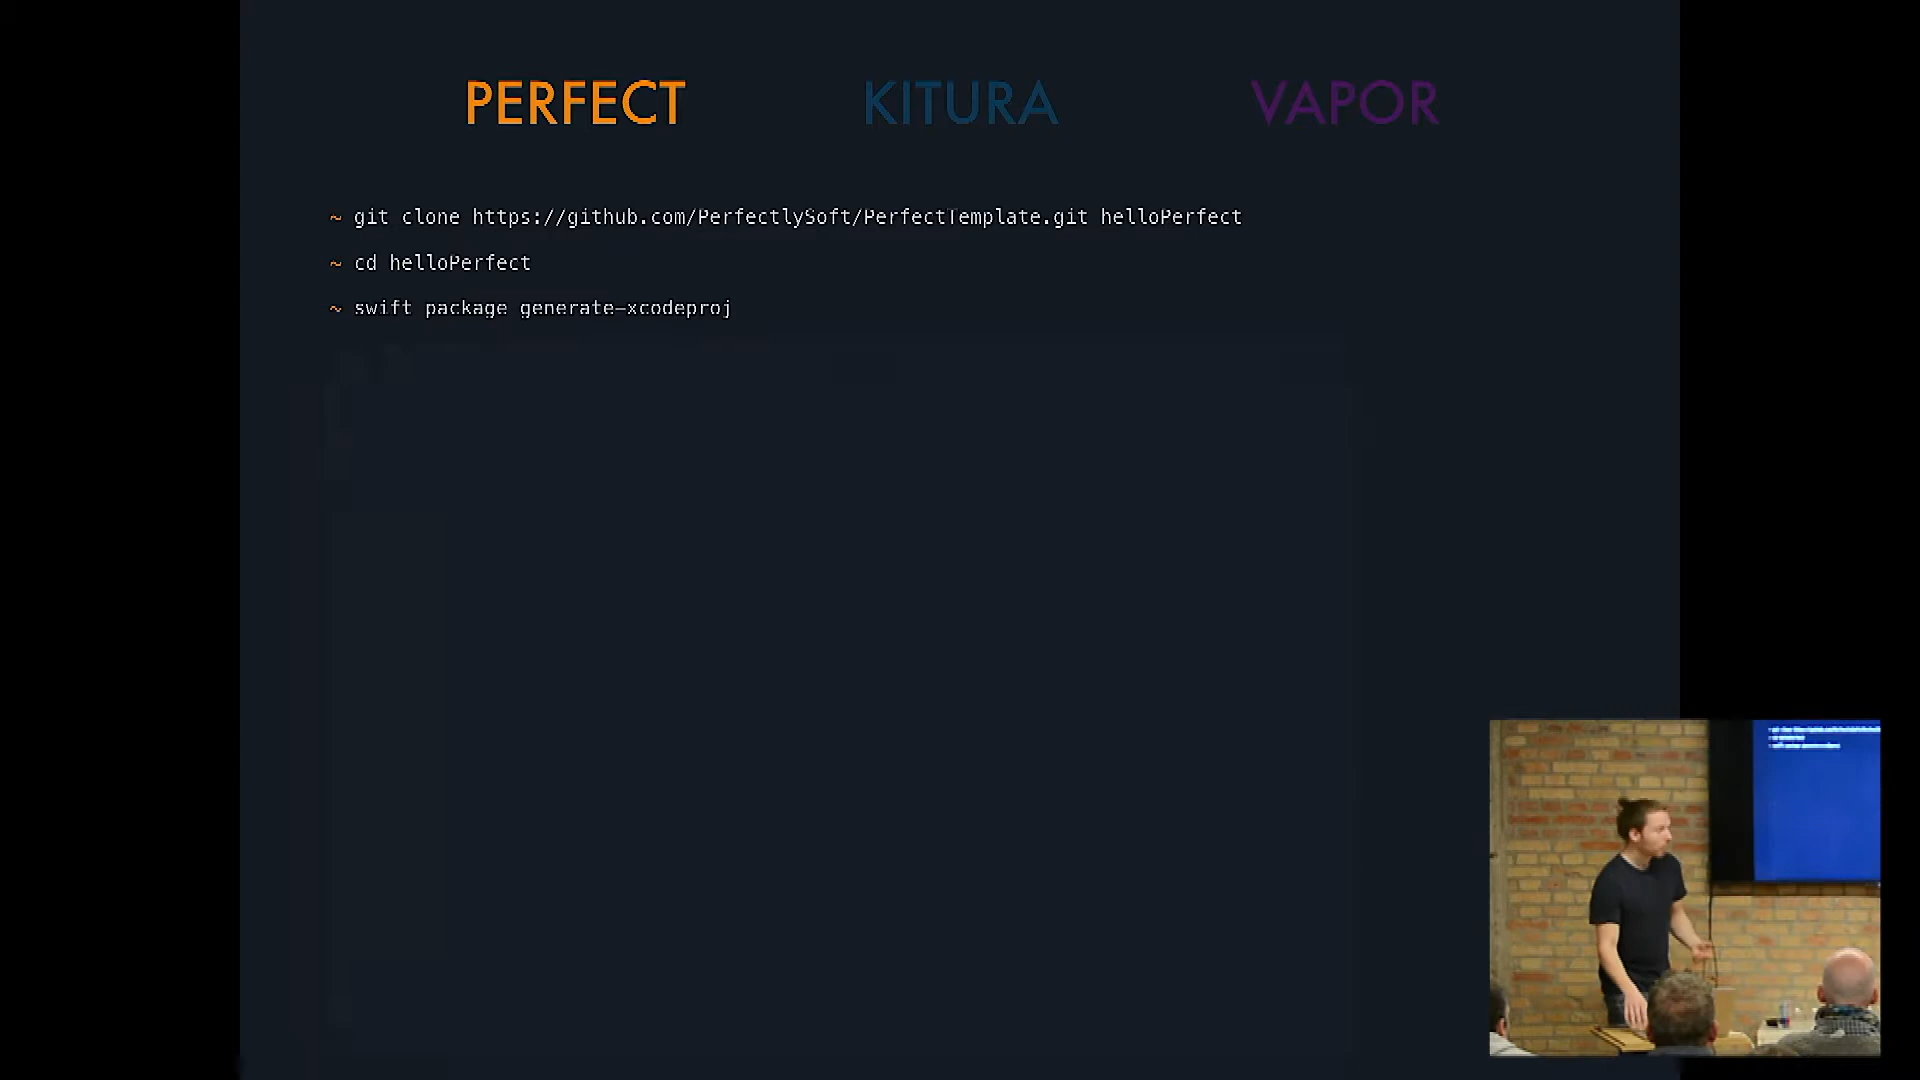 PERFECT KITURA VAPOR
~ git clone https://github.com/PerfectlySoft/PerfectTemplate.git helloPerfect
~ cd helloPerfect
~ swift package generate-xcodeproj